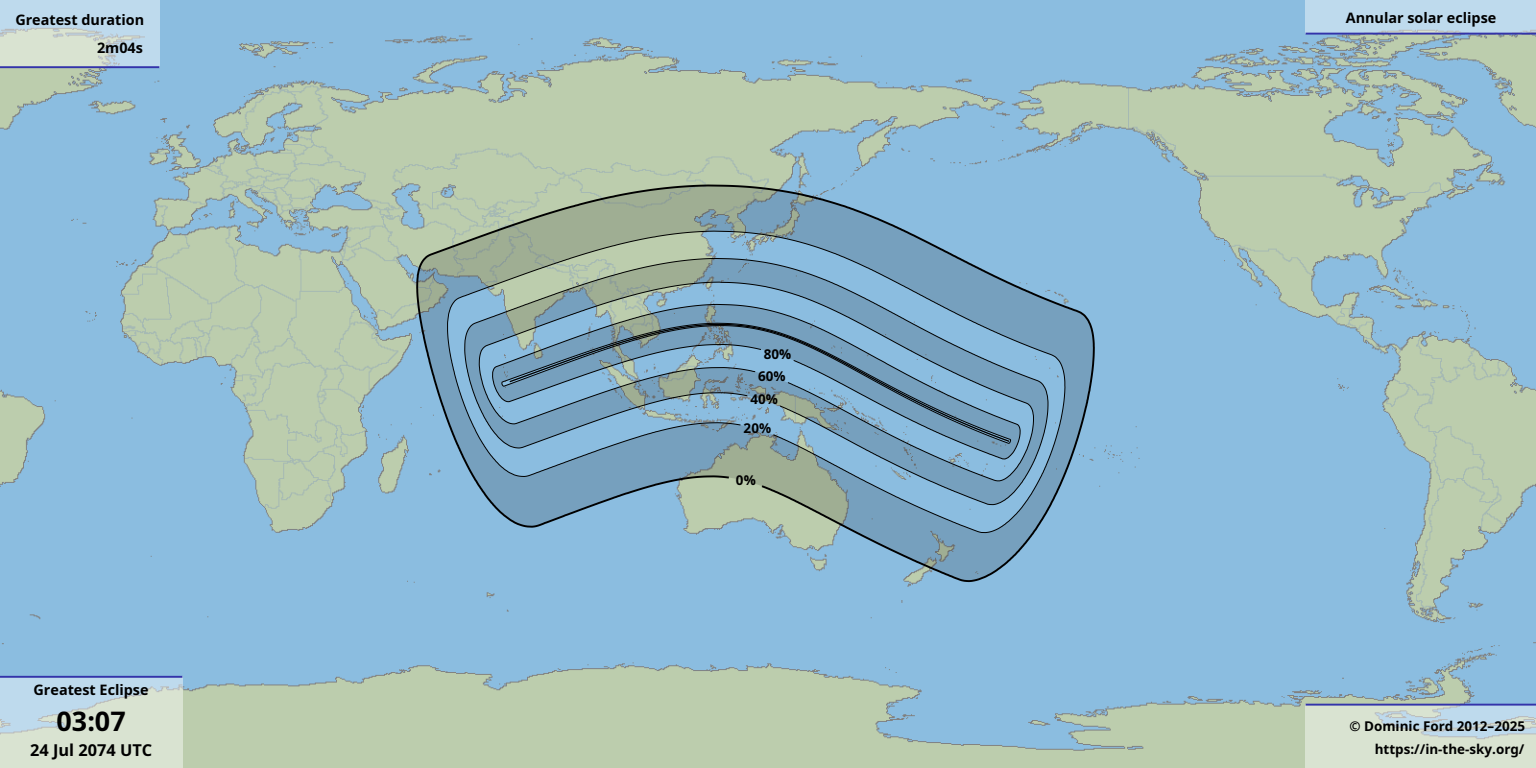 Greatest duration
2m04s
Annular solar eclipse
80%
60%
40%
20%
0%
Greatest Eclipse
03:07
24 Jul 2074 UTC
© Dominic Ford 2012–2025
https://in-the-sky.org/